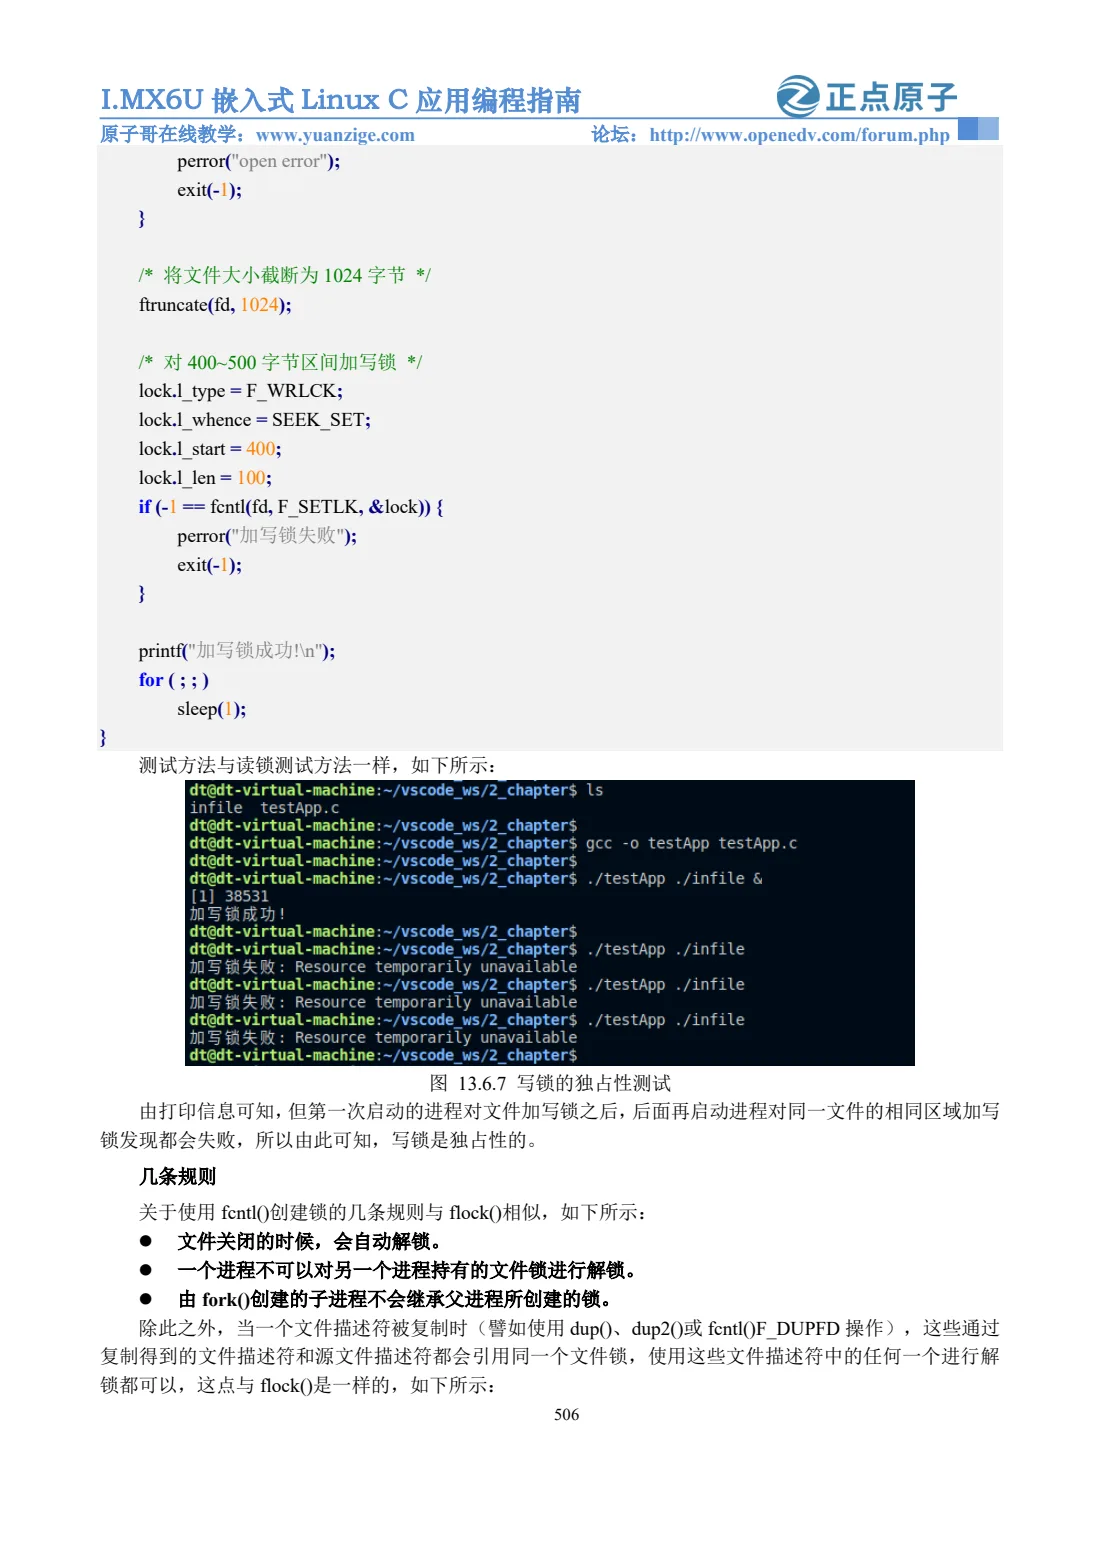 I.MX6U 嵌入式 Linux C 应用编程指南
正点原子
原子哥在线教学：www.yuanzige.com 论坛：http://www.openedv.com/forum.php
perror("open error");
exit(-1);
}
/* 将文件大小截断为 1024 字节 */
ftruncate(fd, 1024);
/* 对 400~500 字节区间加写锁 */
lock.l_type = F_WRLCK;
lock.l_whence = SEEK_SET;
lock.l_start = 400;
lock.l_len = 100;
if (-1 == fcntl(fd, F_SETLK, &lock)) {
perror("加写锁失败");
exit(-1);
}
printf("加写锁成功!\n");
for ( ; ; )
sleep(1);
}
测试方法与读锁测试方法一样，如下所示：
dt@dt-virtual-machine:~/vscode_ws/2_chapter$ ls
infile  testApp.c
dt@dt-virtual-machine:~/vscode_ws/2_chapter$
dt@dt-virtual-machine:~/vscode_ws/2_chapter$ gcc -o testApp testApp.c
dt@dt-virtual-machine:~/vscode_ws/2_chapter$
dt@dt-virtual-machine:~/vscode_ws/2_chapter$ ./testApp ./infile &
[1] 38531
加写锁成功!
dt@dt-virtual-machine:~/vscode_ws/2_chapter$
dt@dt-virtual-machine:~/vscode_ws/2_chapter$ ./testApp ./infile
加写锁失败: Resource temporarily unavailable
dt@dt-virtual-machine:~/vscode_ws/2_chapter$ ./testApp ./infile
加写锁失败: Resource temporarily unavailable
dt@dt-virtual-machine:~/vscode_ws/2_chapter$ ./testApp ./infile
加写锁失败: Resource temporarily unavailable
dt@dt-virtual-machine:~/vscode_ws/2_chapter$
图 13.6.7 写锁的独占性测试
由打印信息可知，但第一次启动的进程对文件加写锁之后，后面再启动进程对同一文件的相同区域加写
锁发现都会失败，所以由此可知，写锁是独占性的。
几条规则
关于使用 fcntl()创建锁的几条规则与 flock()相似，如下所示：
● 文件关闭的时候，会自动解锁。
● 一个进程不可以对另一个进程持有的文件锁进行解锁。
● 由 fork()创建的子进程不会继承父进程所创建的锁。
除此之外，当一个文件描述符被复制时（譬如使用 dup()、dup2()或 fcntl()F_DUPFD 操作），这些通过
复制得到的文件描述符和源文件描述符都会引用同一个文件锁，使用这些文件描述符中的任何一个进行解
锁都可以，这点与 flock()是一样的，如下所示：
506